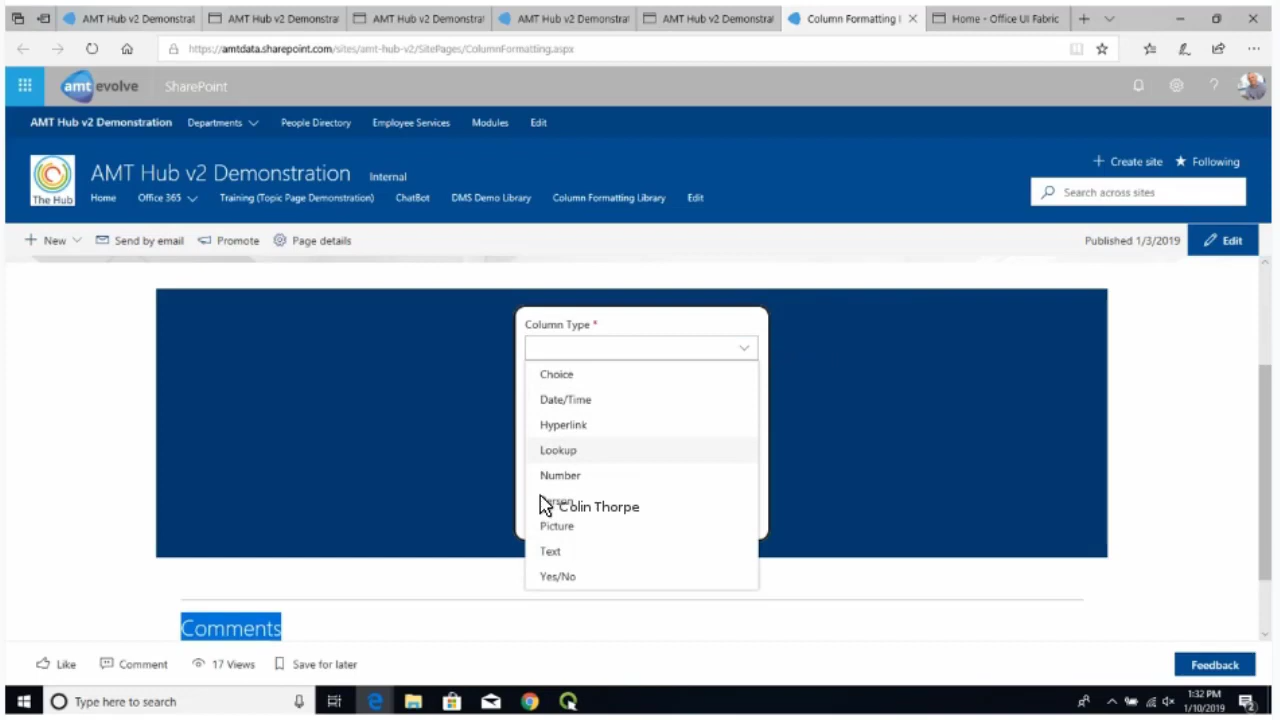 AMT Hub v2 Demonstrat
AMT Hub v2 Demonstra
AMT Hub v2 Demonstrat
AMT Hub v2 Demonstrat
AMT Hub v2 Demonstrat
Column Formatting I
Home - Office UI Fabric
https://amtdata.sharepoint.com/sites/amt-hub-v2/SitePages/ColumnFormatting.aspx
amt evolve
SharePoint
AMT Hub v2 Demonstration
Departments
People Directory
Employee Services
Modules
Edit
The Hub
AMT Hub v2 Demonstration
Internal
Create site
Following
Home
Office 365
Training (Topic Page Demonstration)
ChatBot
DMS Demo Library
Column Formatting Library
Edit
Search across sites
New
Send by email
Promote
Page details
Published 1/3/2019
Edit
Column Type *
Choice
Date/Time
Hyperlink
Lookup
Number
Person
Colin Thorpe
Picture
Text
Yes/No
Comments
Like
Comment
17 Views
Save for later
Feedback
Type here to search
1:32 PM
1/10/2019
2